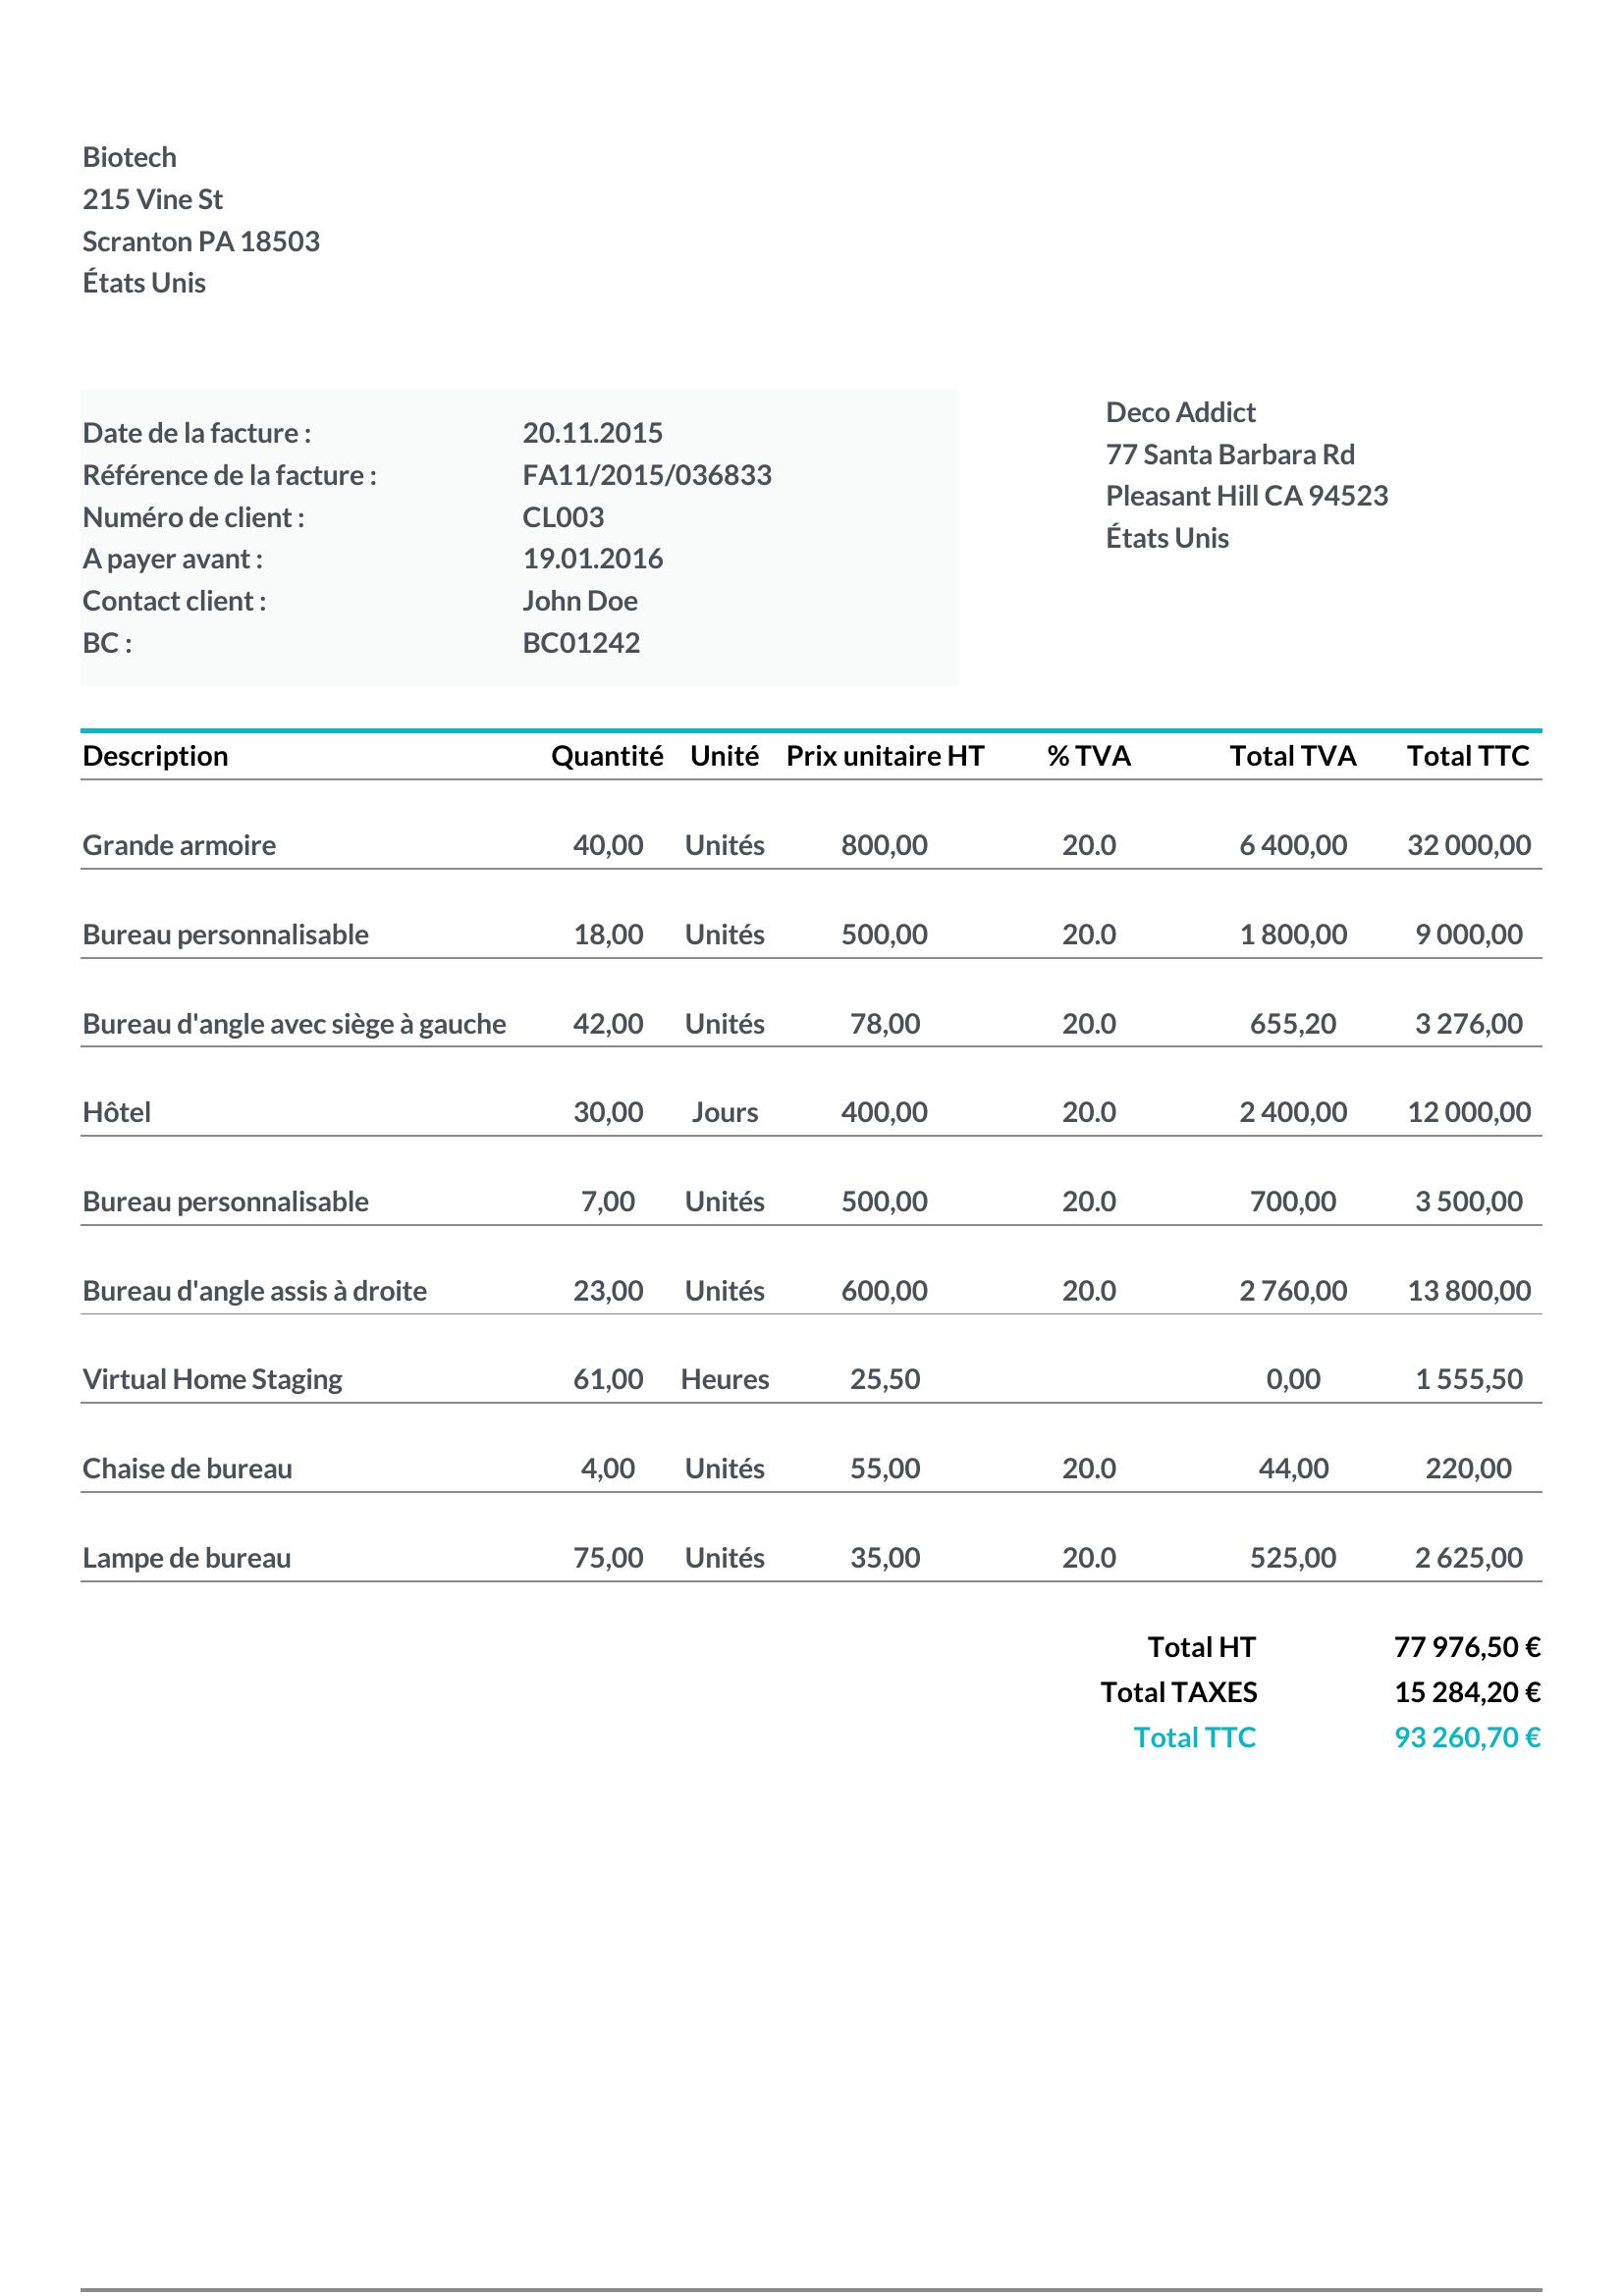 Biotech
215 Vine St
Scranton PA 18503
États Unis
Date de la facture : 20.11.2015
Référence de la facture : FA11/2015/036833
Numéro de client : CL003
A payer avant : 19.01.2016
Contact client : John Doe
BC : BC01242
Deco Addict
77 Santa Barbara Rd
Pleasant Hill CA 94523
États Unis
Description Quantité Unité Prix unitaire HT % TVA Total TVA Total TTC
Grande armoire 40,00 Unités 800,00 20.0 6 400,00 32 000,00
Bureau personnalisable 18,00 Unités 500,00 20.0 1 800,00 9 000,00
Bureau d'angle avec siège à gauche 42,00 Unités 78,00 20.0 655,20 3 276,00
Hôtel 30,00 Jours 400,00 20.0 2 400,00 12 000,00
Bureau personnalisable 7,00 Unités 500,00 20.0 700,00 3 500,00
Bureau d'angle assis à droite 23,00 Unités 600,00 20.0 2 760,00 13 800,00
Virtual Home Staging 61,00 Heures 25,50 0,00 1 555,50
Chaise de bureau 4,00 Unités 55,00 20.0 44,00 220,00
Lampe de bureau 75,00 Unités 35,00 20.0 525,00 2 625,00
Total HT 77 976,50 €
Total TAXES 15 284,20 €
Total TTC 93 260,70 €